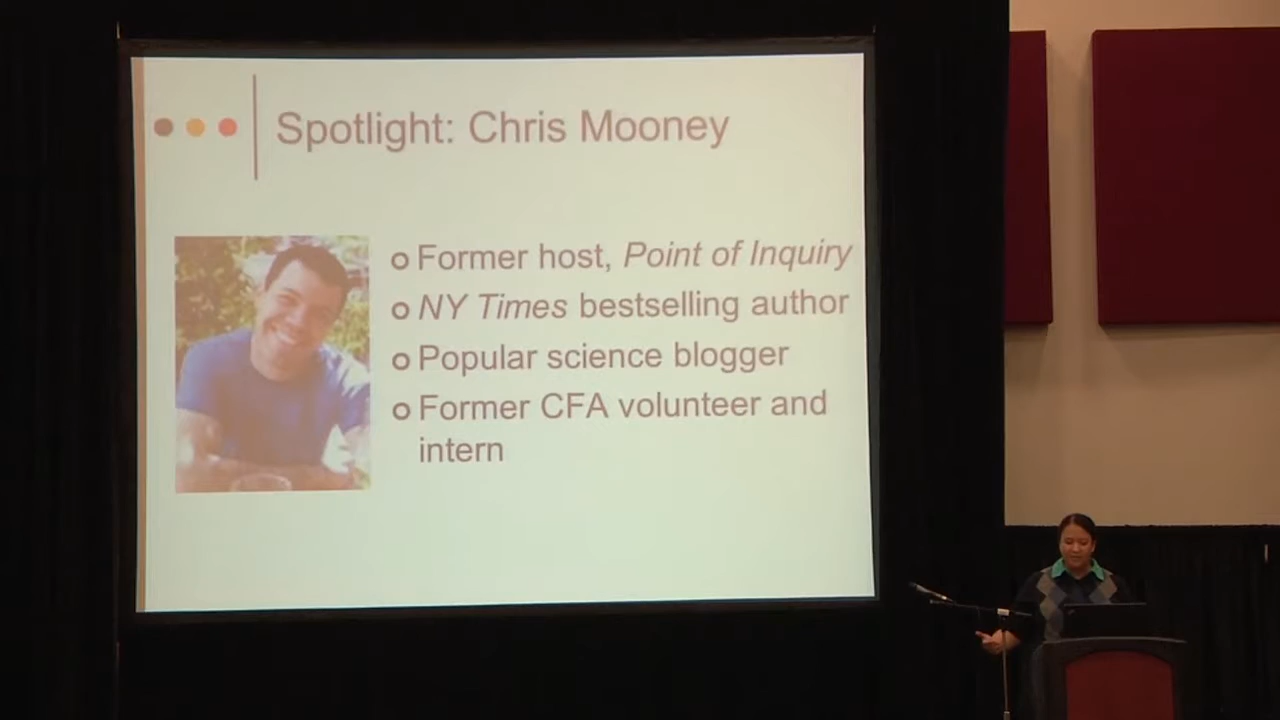 Spotlight: Chris Mooney
o Former host, Point of Inquiry
o NY Times bestselling author
o Popular science blogger
o Former CFA volunteer and
intern